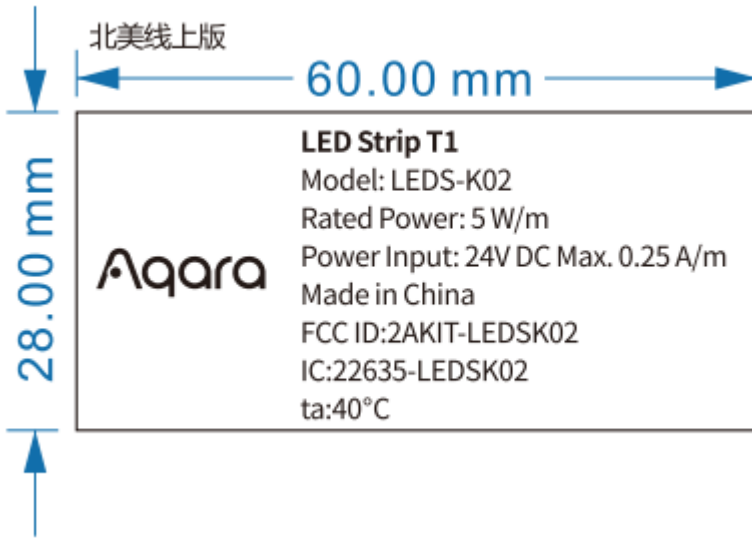 北美线上版
60.00 mm
28.00 mm
Aqara
LED Strip T1
Model: LEDS-K02
Rated Power: 5 W/m
Power Input: 24V DC Max. 0.25 A/m
Made in China
FCC ID:2AKIT-LEDSK02
IC:22635-LEDSK02
ta:40°C